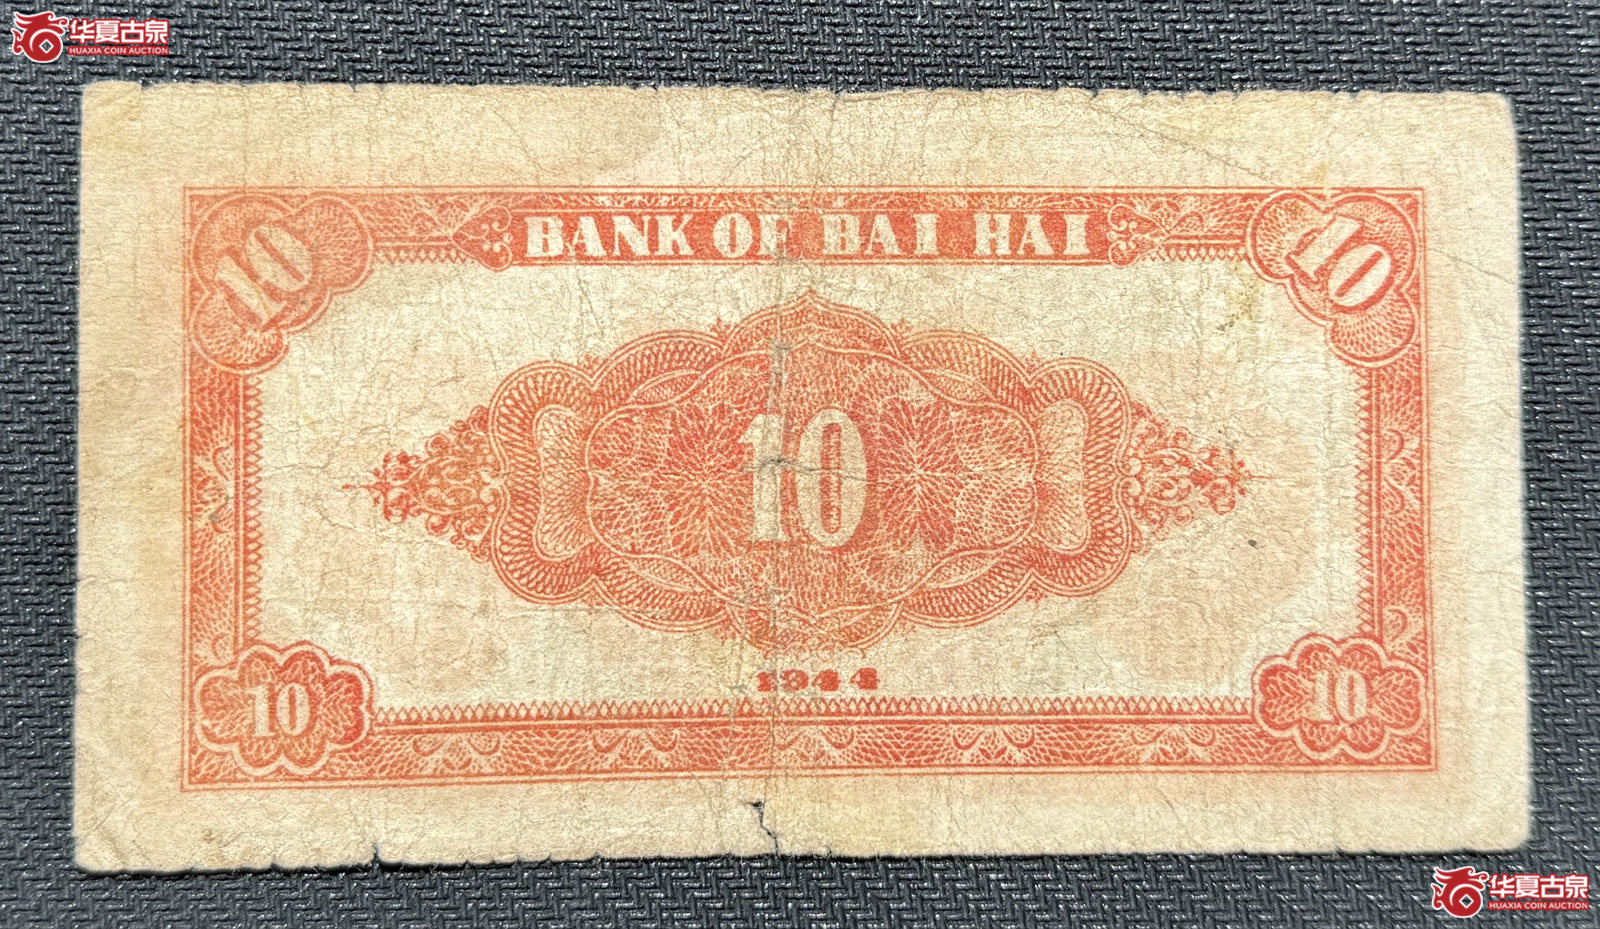 华夏古泉
HUAXIA COIN AUCTION
BANK OF BAI HAI
10
10
10
1944
10
10
华夏古泉
HUAXIA COIN AUCTION